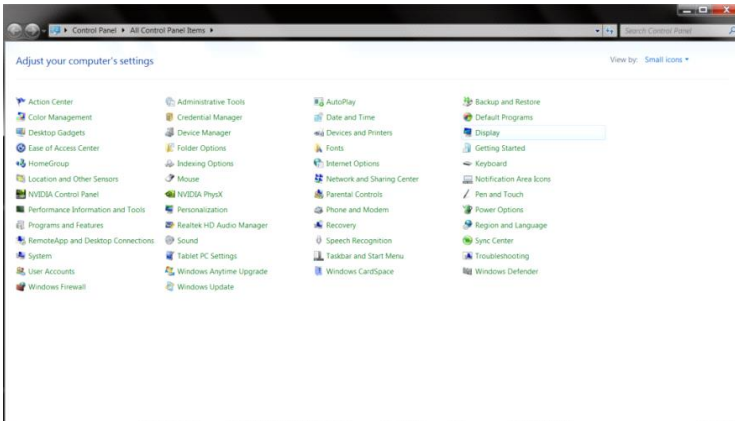 Control Panel ▸ All Control Panel Items ▸ Search Control Panel
Adjust your computer's settings View by: Small icons
Action Center Administrative Tools AutoPlay Backup and Restore
Color Management Credential Manager Date and Time Default Programs
Desktop Gadgets Device Manager Devices and Printers Display
Ease of Access Center Folder Options Fonts Getting Started
HomeGroup Indexing Options Internet Options Keyboard
Location and Other Sensors Mouse Network and Sharing Center Notification Area Icons
NVIDIA Control Panel NVIDIA PhysX Parental Controls Pen and Touch
Performance Information and Tools Personalization Phone and Modem Power Options
Programs and Features Realtek HD Audio Manager Recovery Region and Language
RemoteApp and Desktop Connections Sound Speech Recognition Sync Center
System Tablet PC Settings Taskbar and Start Menu Troubleshooting
User Accounts Windows Anytime Upgrade Windows CardSpace Windows Defender
Windows Firewall Windows Update